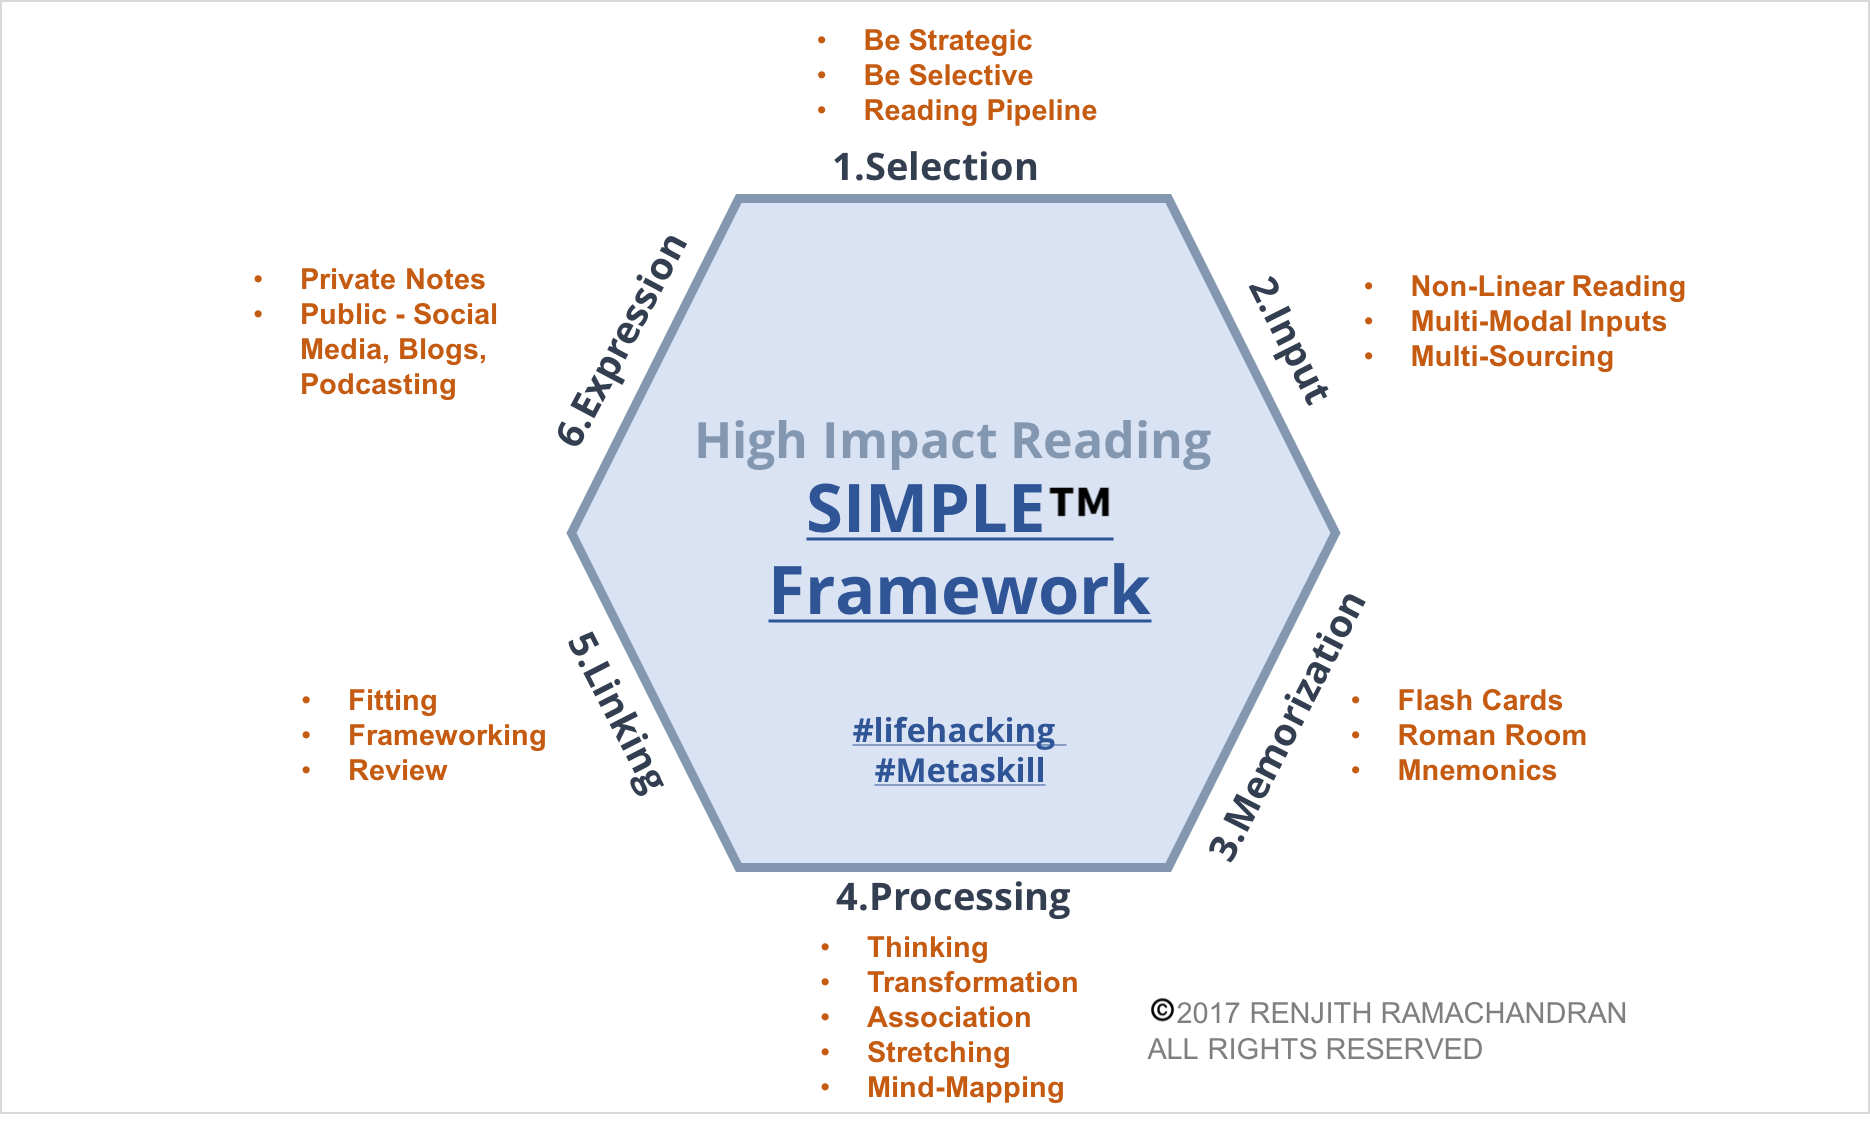 • Be Strategic
• Be Selective
• Reading Pipeline
1.Selection
2.Input
• Non-Linear Reading
• Multi-Modal Inputs
• Multi-Sourcing
3.Memorization
• Flash Cards
• Roman Room
• Mnemonics
4.Processing
• Thinking
• Transformation
• Association
• Stretching
• Mind-Mapping
5.Linking
• Fitting
• Frameworking
• Review
6.Expression
• Private Notes
• Public - Social
Media, Blogs,
Podcasting
High Impact Reading
SIMPLE™
Framework
#lifehacking
#Metaskill
©2017 RENJITH RAMACHANDRAN
ALL RIGHTS RESERVED